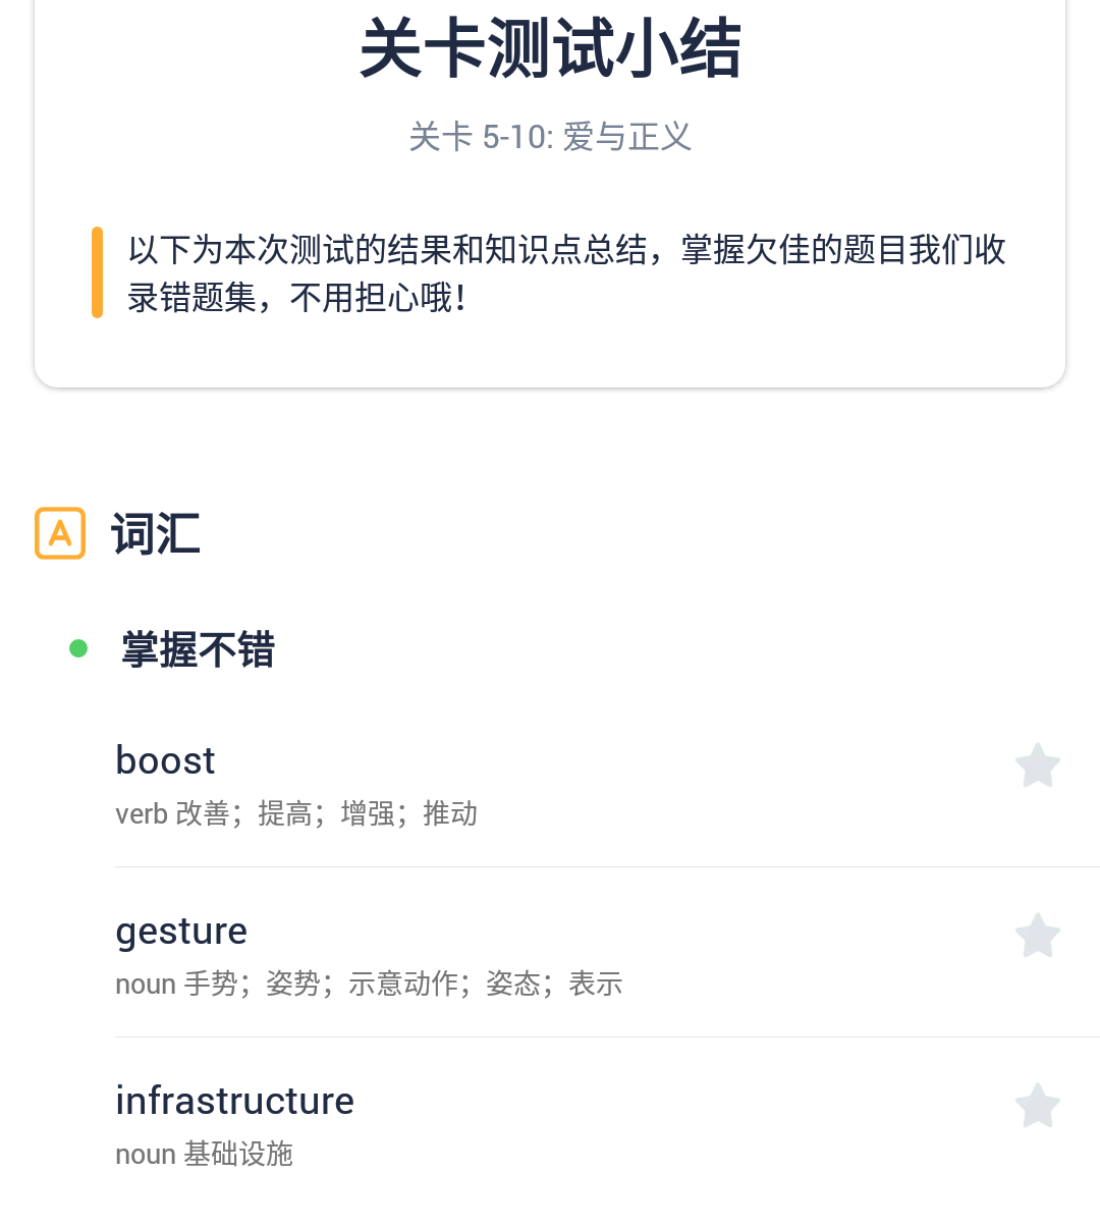 关卡测试小结
关卡 5-10: 爱与正义
以下为本次测试的结果和知识点总结，掌握欠佳的题目我们收
录错题集，不用担心哦！
A 词汇
掌握不错
boost
verb 改善；提高；增强；推动
gesture
noun 手势；姿势；示意动作；姿态；表示
infrastructure
noun 基础设施